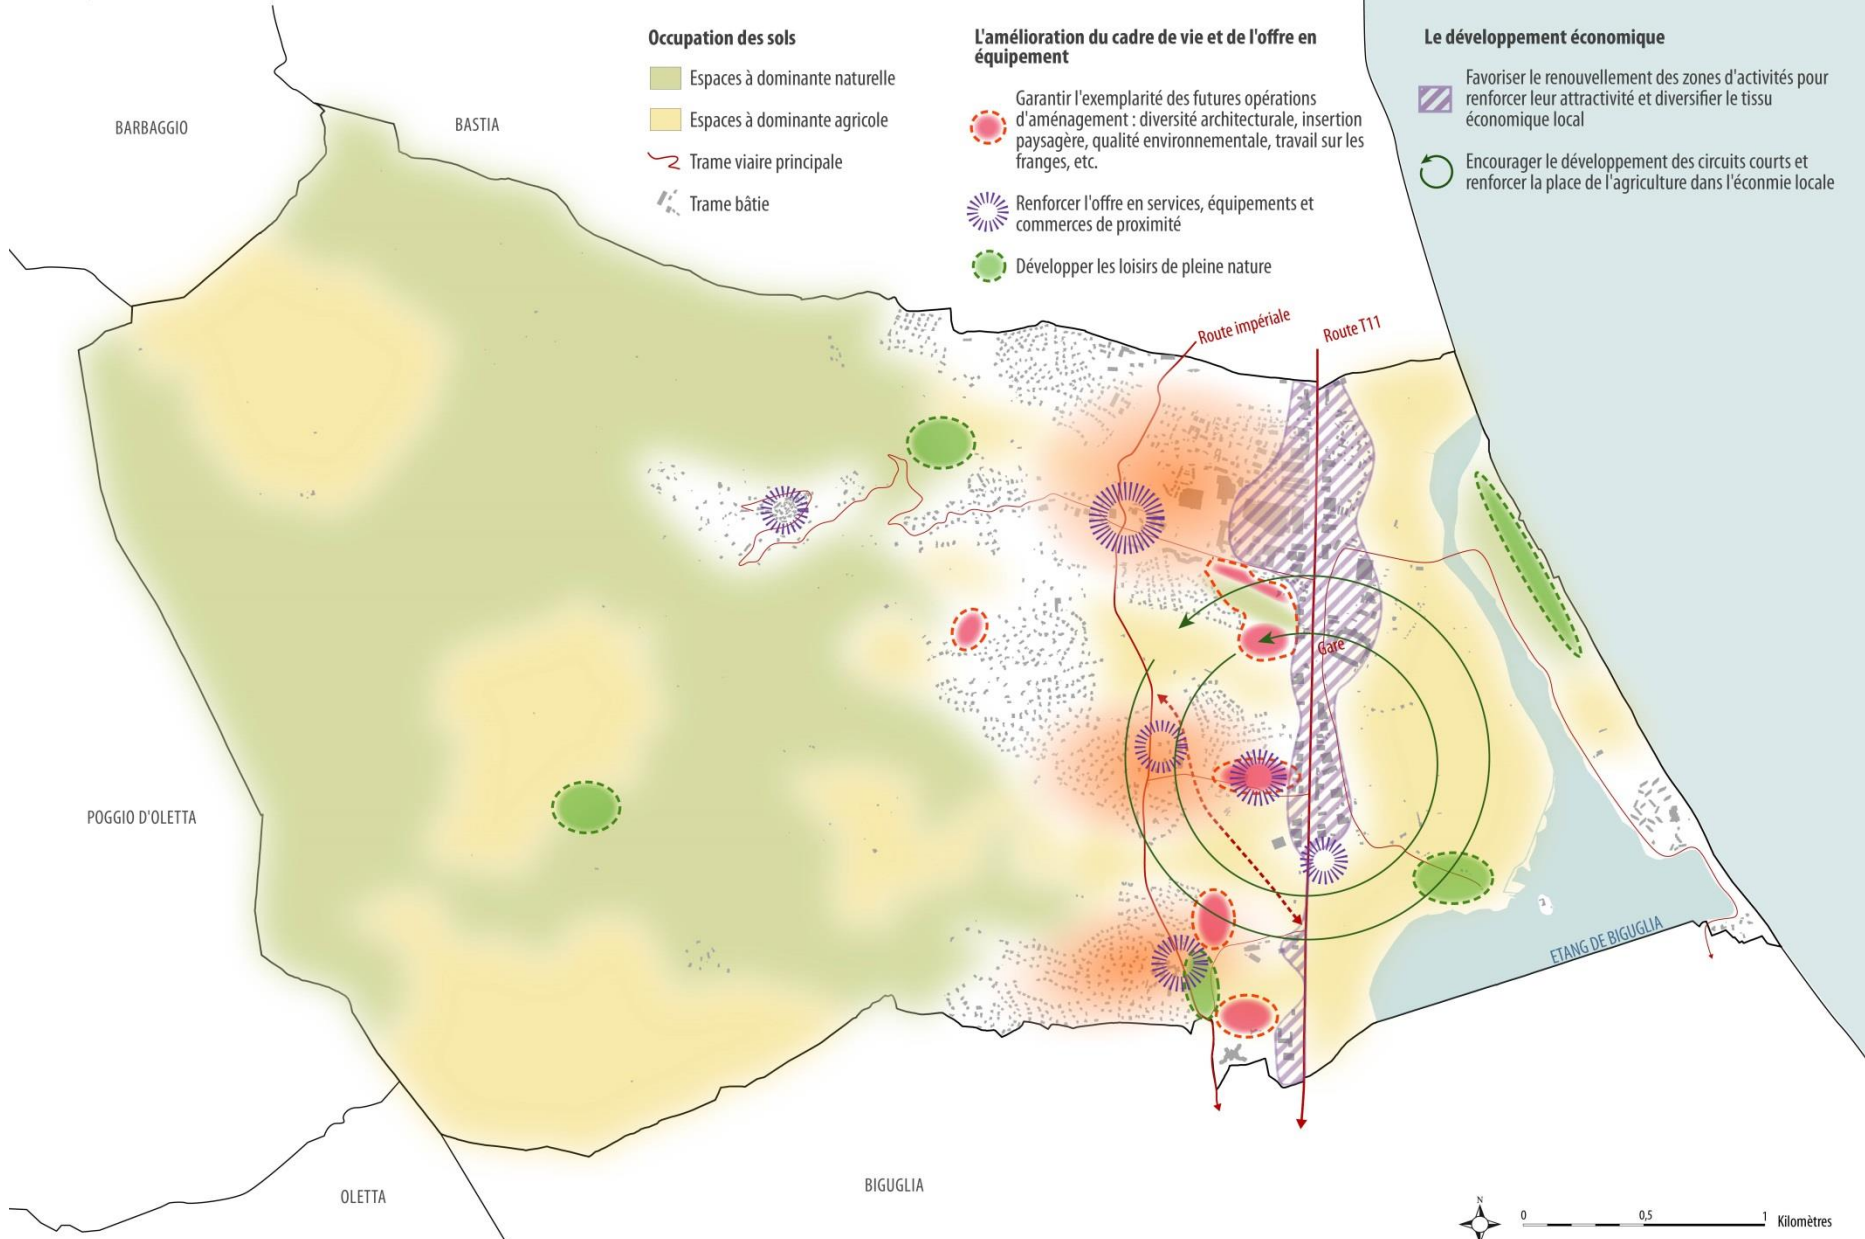 Occupation des sols
Espaces à dominante naturelle
Espaces à dominante agricole
Trame viaire principale
Trame bâtie
L'amélioration du cadre de vie et de l'offre en
équipement
Garantir l'exemplarité des futures opérations
d'aménagement : diversité architecturale, insertion
paysagère, qualité environnementale, travail sur les
franges, etc.
Renforcer l'offre en services, équipements et
commerces de proximité
Développer les loisirs de pleine nature
Le développement économique
Favoriser le renouvellement des zones d'activités pour
renforcer leur attractivité et diversifier le tissu
économique local
Encourager le développement des circuits courts et
renforcer la place de l'agriculture dans l'éconmie locale
BARBAGGIO
BASTIA
Route impériale
Route T11
Gare
POGGIO D'OLETTA
ETANG DE BIGUGLIA
OLETTA
BIGUGLIA
N
0 0,5 1 Kilomètres